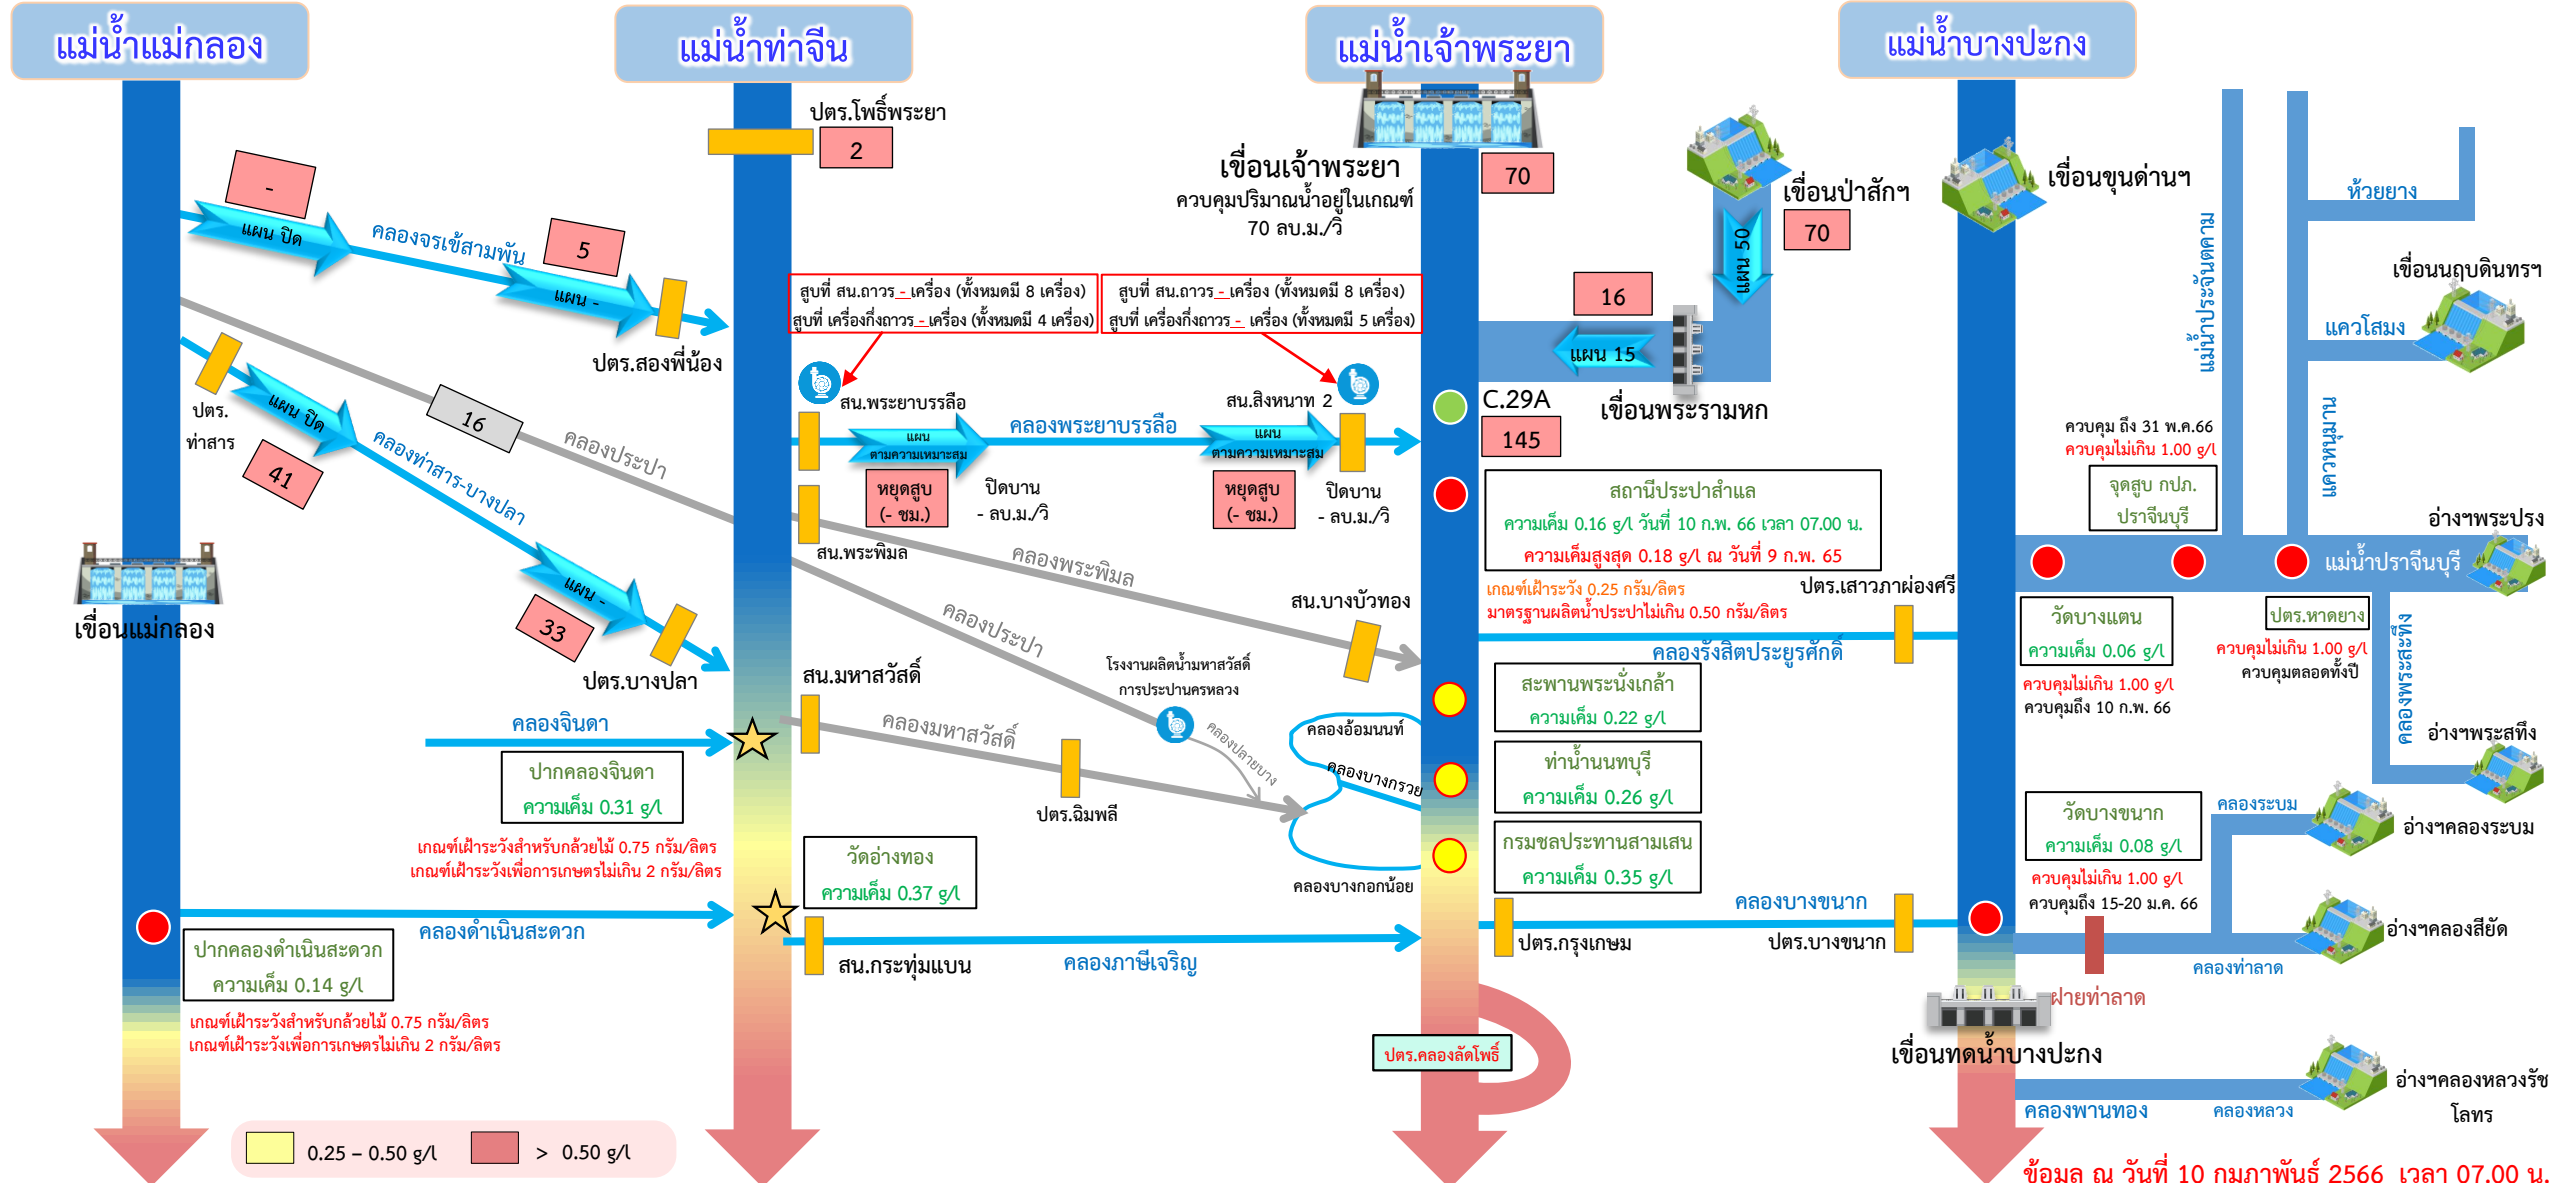 แม่น้ำแม่กลอง
แม่น้ำท่าจีน
แม่น้ำเจ้าพระยา
แม่น้ำบางปะกง
-
แผน ปิด
คลองจรเข้สามพัน
5
แผน -
ปตร.สองพี่น้อง
ปตร.
ท่าสาร
แผน ปิด
41
16
คลองประปา
คลองท่าสาร-บางปลา
แผน -
33
ปตร.บางปลา
เขื่อนแม่กลอง
คลองจินดา
ปากคลองจินดา
ความเค็ม 0.31 g/l
เกณฑ์เฝ้าระวังสำหรับกล้วยไม้ 0.75 กรัม/ลิตร
เกณฑ์เฝ้าระวังเพื่อการเกษตรไม่เกิน 2 กรัม/ลิตร
คลองดำเนินสะดวก
ปากคลองดำเนินสะดวก
ความเค็ม 0.14 g/l
เกณฑ์เฝ้าระวังสำหรับกล้วยไม้ 0.75 กรัม/ลิตร
เกณฑ์เฝ้าระวังเพื่อการเกษตรไม่เกิน 2 กรัม/ลิตร
0.25 – 0.50 g/l
> 0.50 g/l
ปตร.โพธิ์พระยา
2
สูบที่ สน.ถาวร - เครื่อง (ทั้งหมดมี 8 เครื่อง)
สูบที่ เครื่องกึ่งถาวร - เครื่อง (ทั้งหมดมี 4 เครื่อง)
สูบที่ สน.ถาวร - เครื่อง (ทั้งหมดมี 8 เครื่อง)
สูบที่ เครื่องกึ่งถาวร - เครื่อง (ทั้งหมดมี 5 เครื่อง)
สน.พระยาบรรลือ
แผน
ตามความเหมาะสม
หยุดสูบ
(- ชม.)
ปิดบาน
- ลบ.ม./วิ
คลองพระยาบรรลือ
สน.สิงหนาท 2
แผน
ตามความเหมาะสม
หยุดสูบ
(- ชม.)
ปิดบาน
- ลบ.ม./วิ
สน.พระพิมล
คลองพระพิมล
สน.บางบัวทอง
คลองประปา
โรงงานผลิตน้ำมหาสวัสดิ์
การประปานครหลวง
คลองปลายบาง
สน.มหาสวัสดิ์
คลองมหาสวัสดิ์
ปตร.ฉิมพลี
คลองอ้อมนนท์
คลองบางกรวย
คลองบางกอกน้อย
วัดอ่างทอง
ความเค็ม 0.37 g/l
สน.กระทุ่มแบน
คลองภาษีเจริญ
เขื่อนเจ้าพระยา
ควบคุมปริมาณน้ำอยู่ในเกณฑ์
70 ลบ.ม./วิ
70
เขื่อนป่าสักฯ
70
แผน 50
16
แผน 15
เขื่อนพระรามหก
C.29A
145
สถานีประปาสำแล
ความเค็ม 0.16 g/l วันที่ 10 ก.พ. 66 เวลา 07.00 น.
ความเค็มสูงสุด 0.18 g/l ณ วันที่ 9 ก.พ. 65
เกณฑ์เฝ้าระวัง 0.25 กรัม/ลิตร
มาตรฐานผลิตน้ำประปาไม่เกิน 0.50 กรัม/ลิตร
ปตร.เสาวภาผ่องศรี
คลองรังสิตประยูรศักดิ์
สะพานพระนั่งเกล้า
ความเค็ม 0.22 g/l
ท่าน้ำนนทบุรี
ความเค็ม 0.26 g/l
กรมชลประทานสามเสน
ความเค็ม 0.35 g/l
ปตร.กรุงเกษม
คลองบางขนาก
ปตร.บางขนาก
ปตร.คลองลัดโพธิ์
เขื่อนขุนด่านฯ
แม่น้ำประจันตคาม
ห้วยยาง
เขื่อนนฤบดินทรฯ
แควโสมง
แควหนุมาน
ควบคุม ถึง 31 พ.ค.66
ควบคุมไม่เกิน 1.00 g/l
จุดสูบ กปภ.
ปราจีนบุรี
อ่างฯพระปรง
แม่น้ำปราจีนบุรี
วัดบางแตน
ความเค็ม 0.06 g/l
ควบคุมไม่เกิน 1.00 g/l
ควบคุมถึง 10 ก.พ. 66
ปตร.หาดยาง
ควบคุมไม่เกิน 1.00 g/l
ควบคุมตลอดทั้งปี
คลองพระสะทึง
อ่างฯพระสทึง
วัดบางขนาก
ความเค็ม 0.08 g/l
ควบคุมไม่เกิน 1.00 g/l
ควบคุมถึง 15-20 ม.ค. 66
คลองระบม
อ่างฯคลองระบม
อ่างฯคลองสียัด
คลองท่าลาด
ฝายท่าลาด
เขื่อนทดน้ำบางปะกง
คลองพานทอง
คลองหลวง
อ่างฯคลองหลวงรัช
โลทร
ข้อมูล ณ วันที่ 10 กุมภาพันธ์ 2566 เวลา 07.00 น.